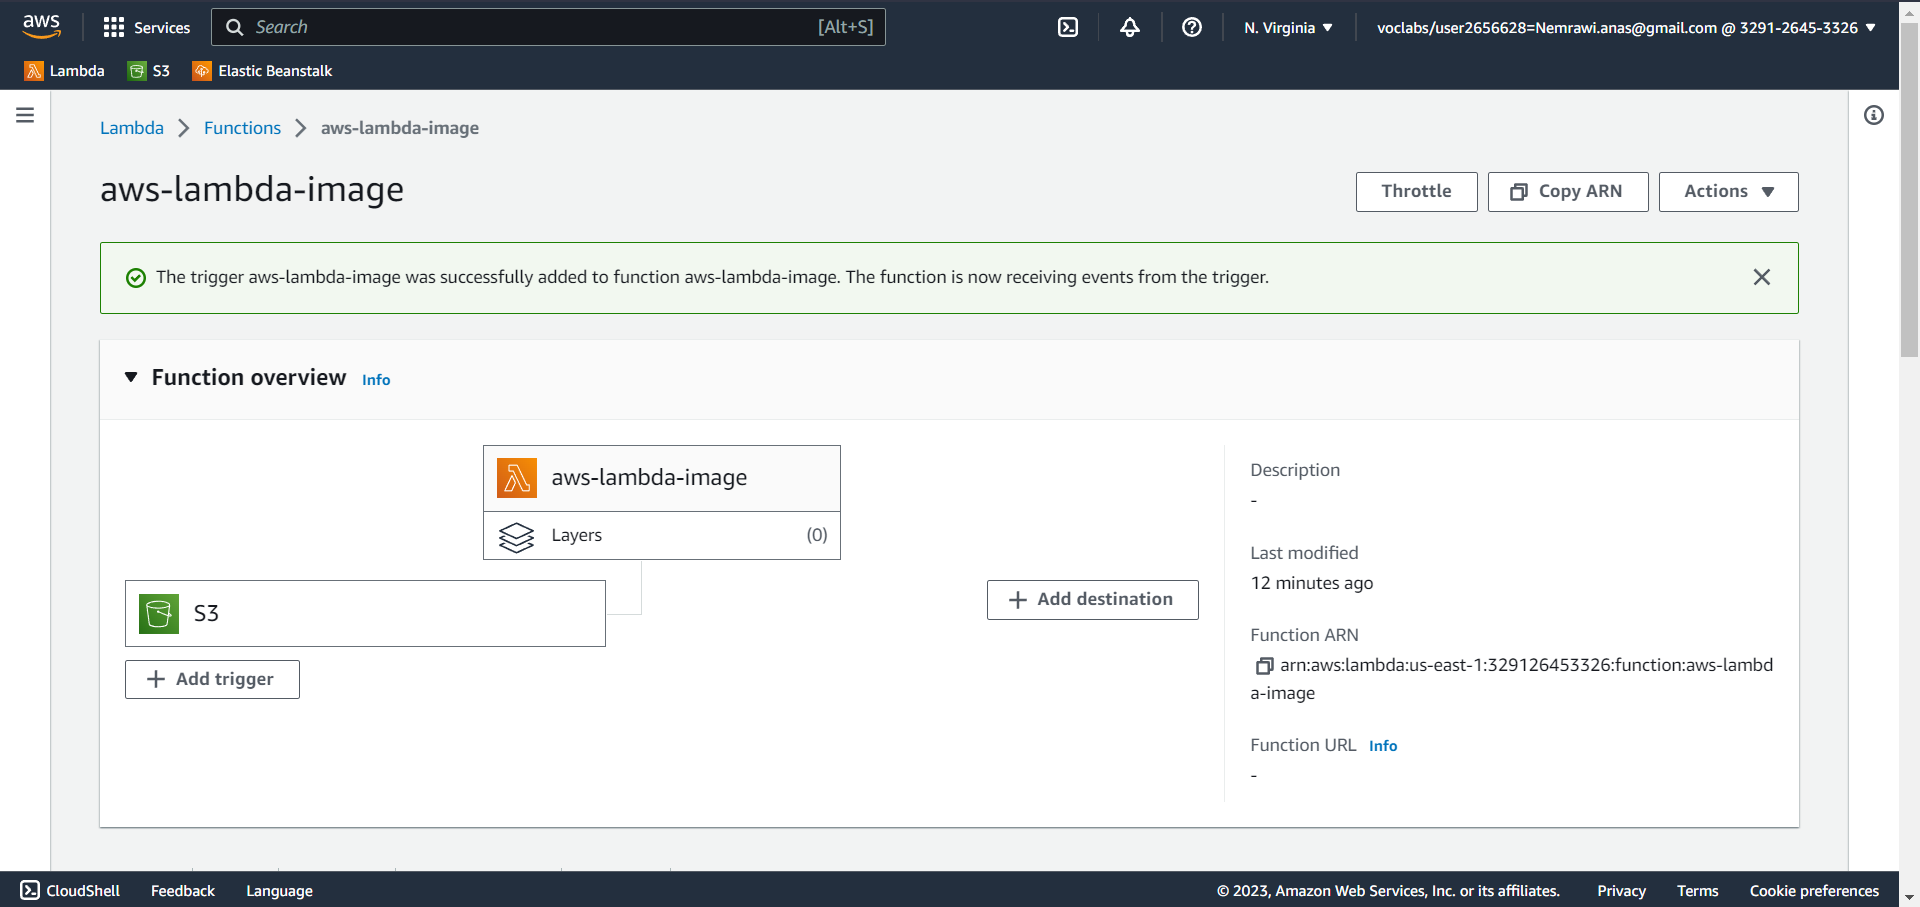 aws Services Search [Alt+S] N. Virginia voclabs/user2656628=Nemrawi.anas@gmail.com @ 3291-2645-3326
Lambda S3 Elastic Beanstalk
Lambda Functions aws-lambda-image
aws-lambda-image
Throttle Copy ARN Actions
The trigger aws-lambda-image was successfully added to function aws-lambda-image. The function is now receiving events from the trigger.
Function overview Info
aws-lambda-image
Layers (0)
S3
Add trigger
Add destination
Description
-
Last modified
12 minutes ago
Function ARN
arn:aws:lambda:us-east-1:329126453326:function:aws-lambd
a-image
Function URL Info
-
CloudShell Feedback Language © 2023, Amazon Web Services, Inc. or its affiliates. Privacy Terms Cookie preferences